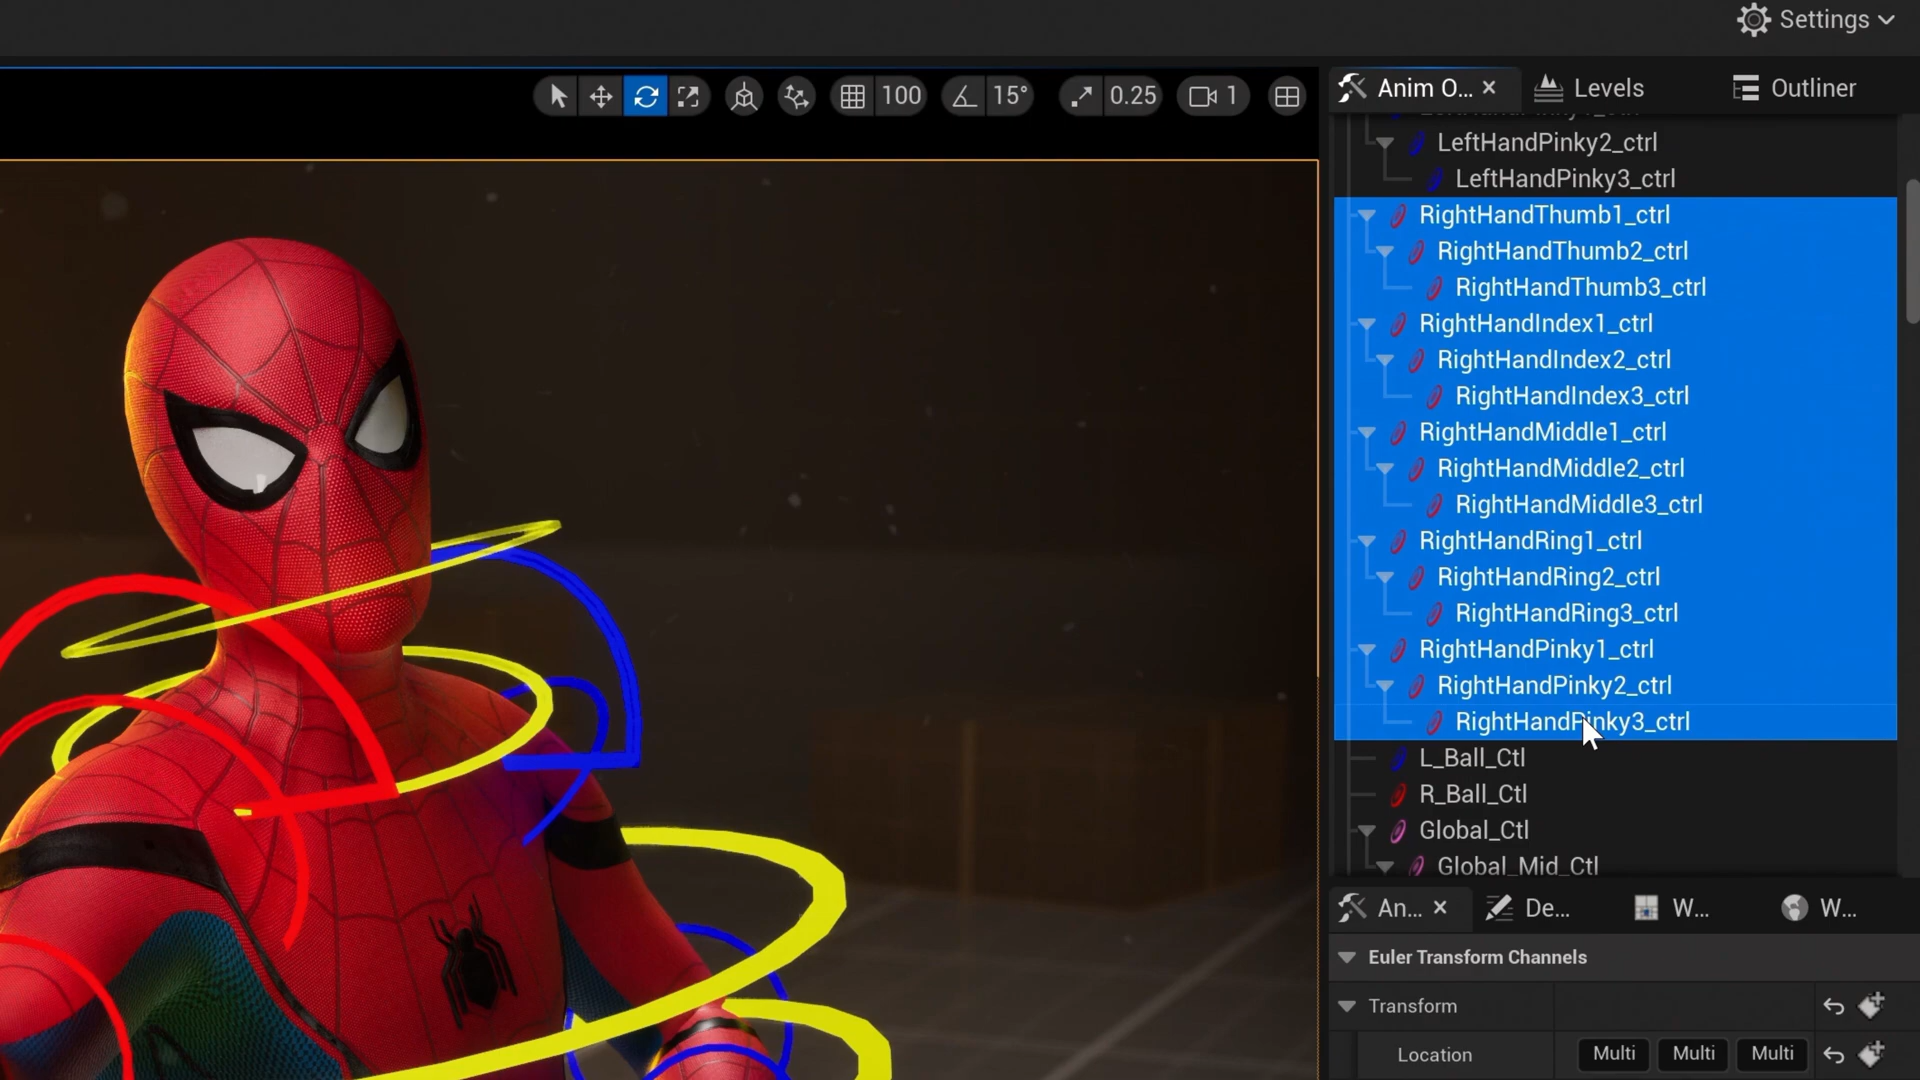 Settings
100
15°
0.25
1
Anim O...
Levels
Outliner
LeftHandPinky2_ctrl
LeftHandPinky3_ctrl
RightHandThumb1_ctrl
RightHandThumb2_ctrl
RightHandThumb3_ctrl
RightHandIndex1_ctrl
RightHandIndex2_ctrl
RightHandIndex3_ctrl
RightHandMiddle1_ctrl
RightHandMiddle2_ctrl
RightHandMiddle3_ctrl
RightHandRing1_ctrl
RightHandRing2_ctrl
RightHandRing3_ctrl
RightHandPinky1_ctrl
RightHandPinky2_ctrl
RightHandPinky3_ctrl
L_Ball_Ctl
R_Ball_Ctl
Global_Ctl
Global_Mid_Ctl
An...
De...
W...
W...
Euler Transform Channels
Transform
Location
Multi
Multi
Multi